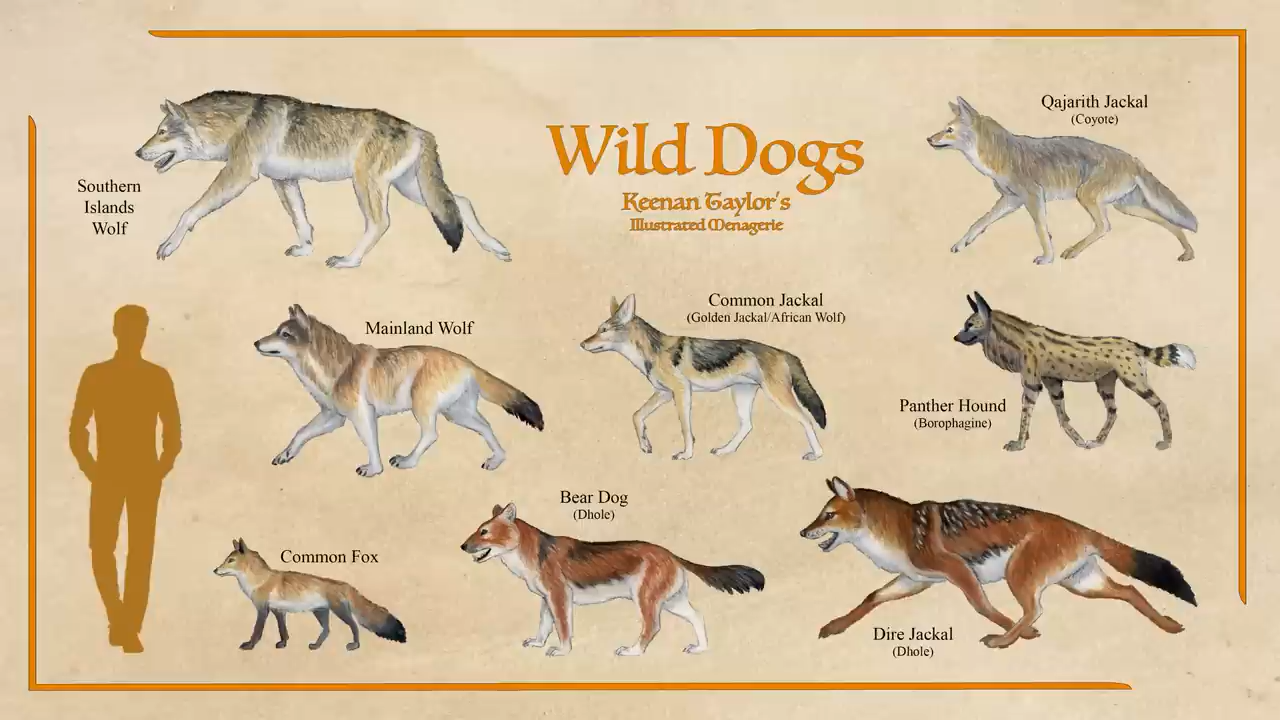 Wild Dogs
Keenan Taylor's
Illustrated Menagerie
Southern
Islands
Wolf
Qajarith Jackal
(Coyote)
Mainland Wolf
Common Jackal
(Golden Jackal/African Wolf)
Panther Hound
(Borophagine)
Common Fox
Bear Dog
(Dhole)
Dire Jackal
(Dhole)